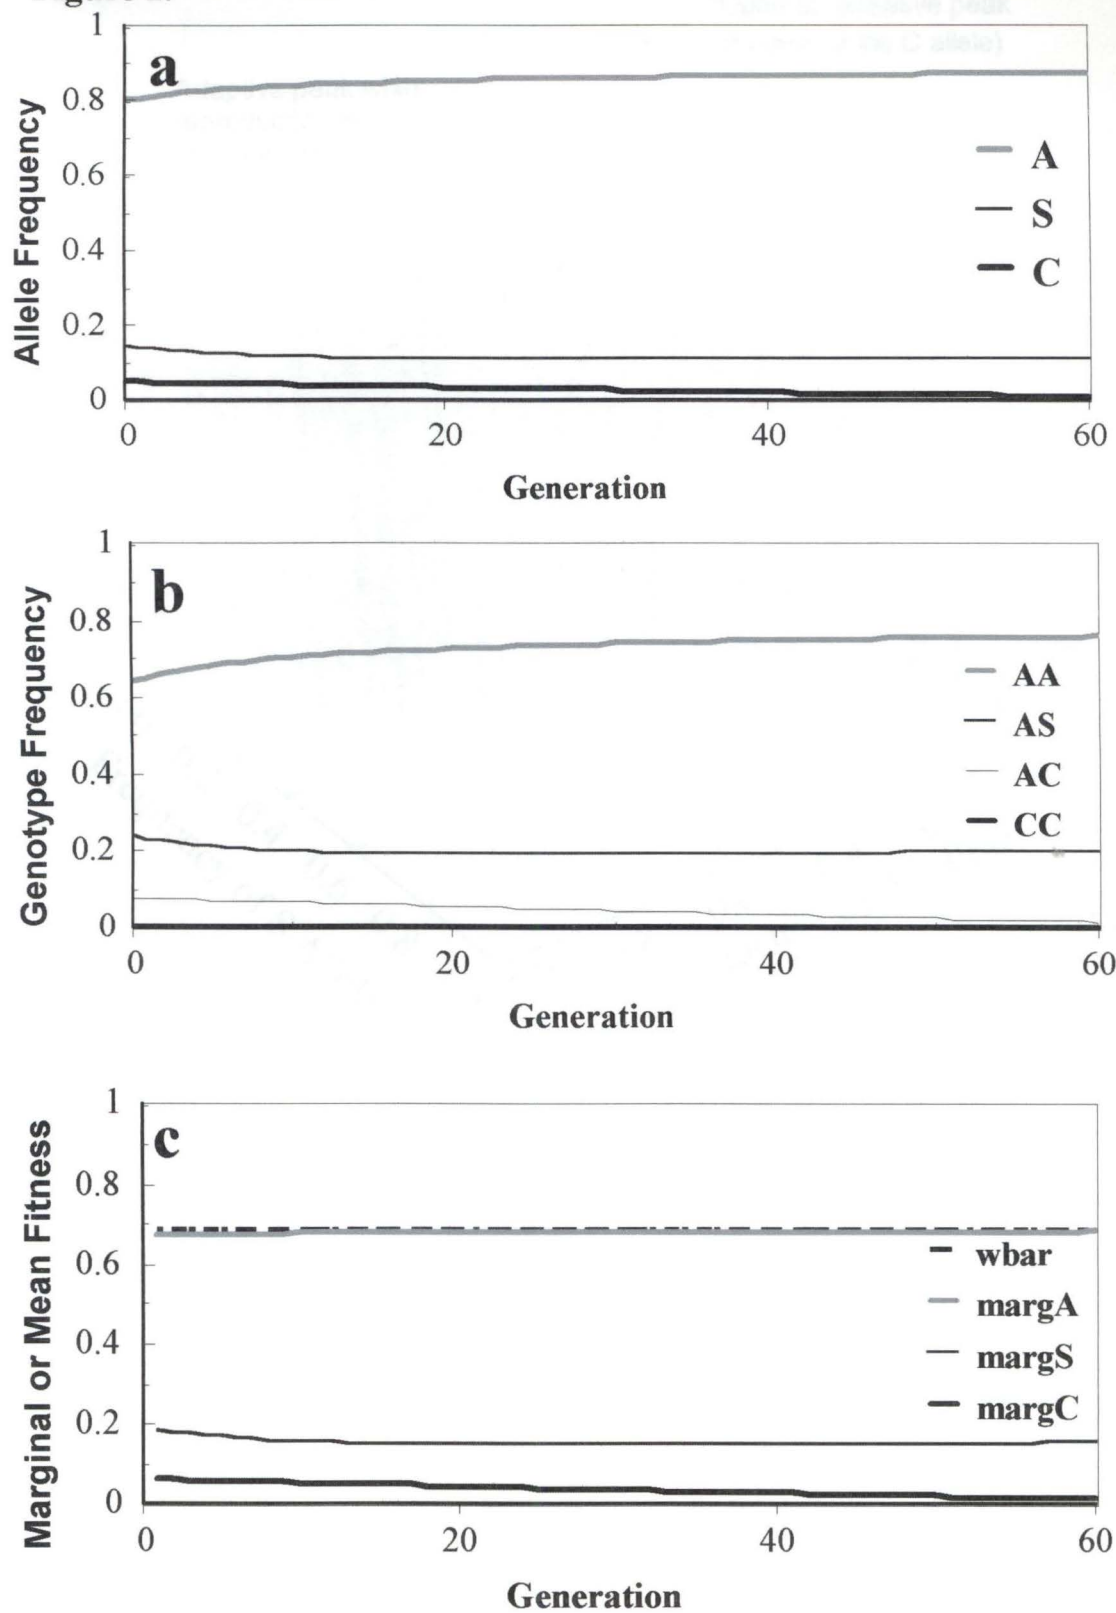 a
Allele Frequency
1
0.8
0.6
0.4
0.2
0
A
S
C
0 20 40 60
Generation
b
Genotype Frequency
1
0.8
0.6
0.4
0.2
0
AA
AS
AC
CC
0 20 40 60
Generation
c
Marginal or Mean Fitness
1
0.8
0.6
0.4
0.2
0
wbar
margA
margS
margC
0 20 40 60
Generation